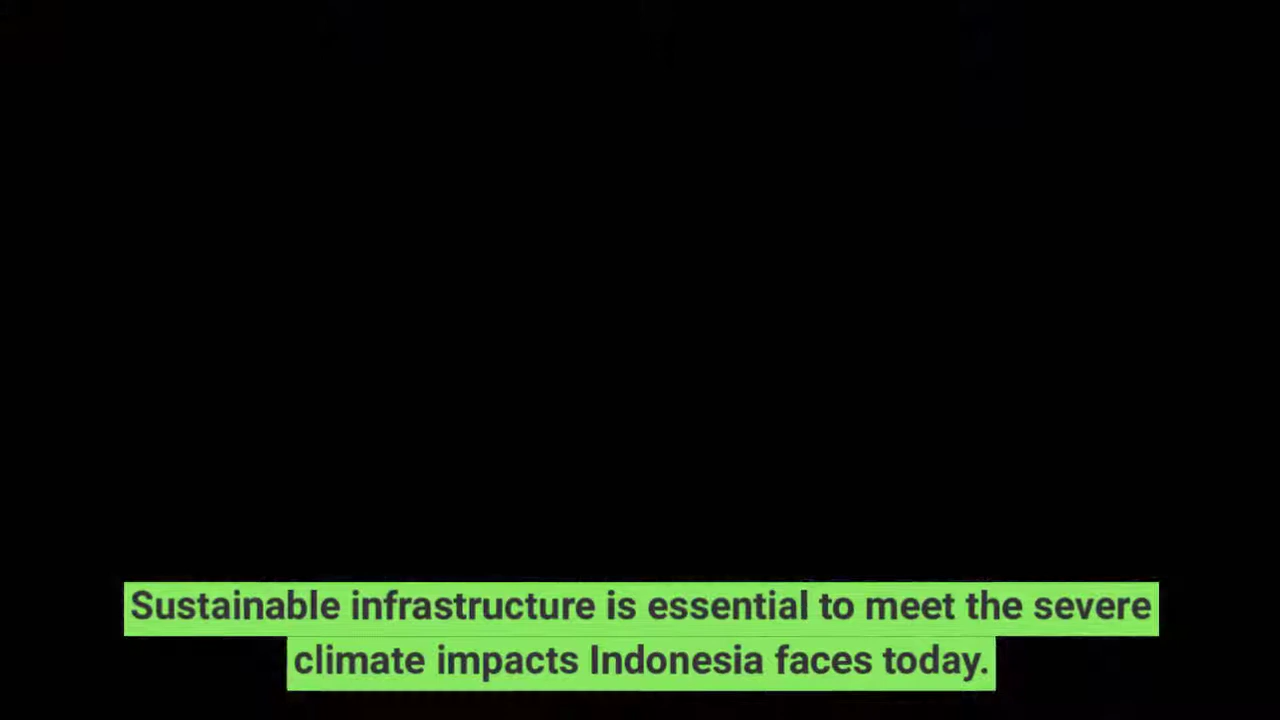 Sustainable infrastructure is essential to meet the severe
climate impacts Indonesia faces today.